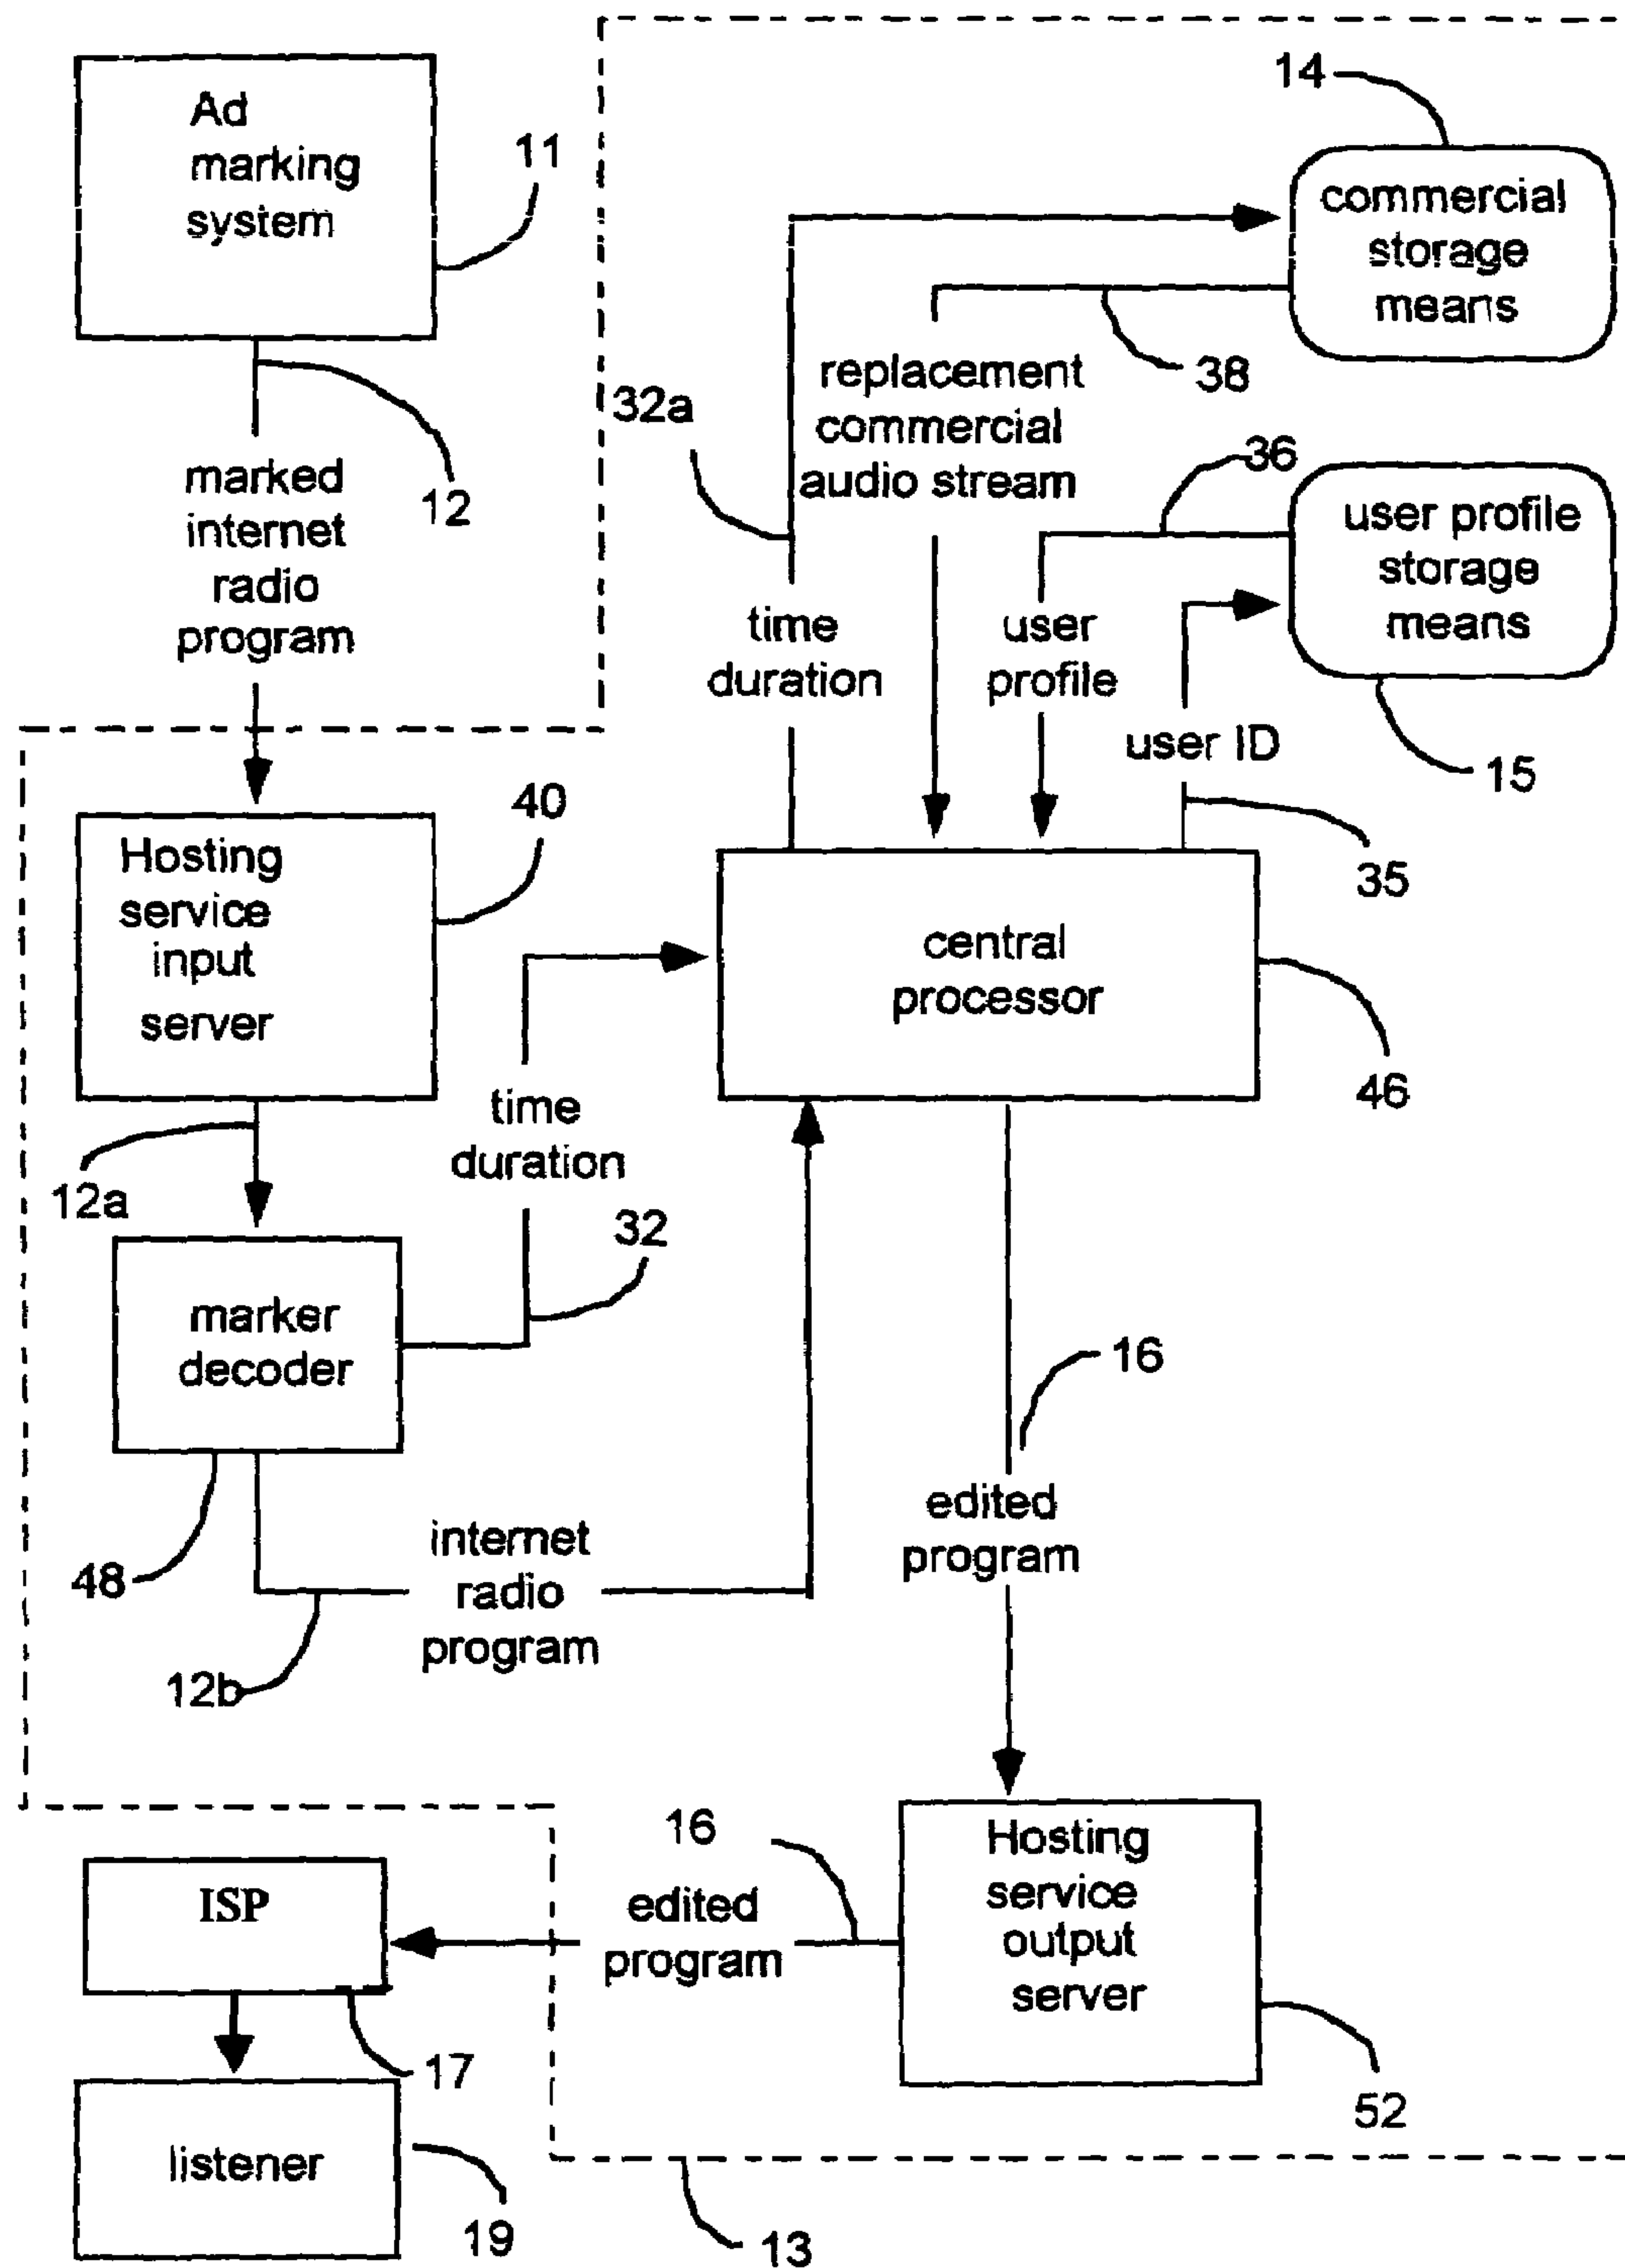 Ad
marking
system
11
12
marked
internet
radio
program
14
commercial
storage
means
38
32a
replacement
commercial
audio stream
36
user profile
storage
means
15
time
duration
user
profile
user ID
35
Hosting
service
input
server
40
central
processor
46
12a
time
duration
32
marker
decoder
48
internet
radio
program
12b
16
edited
program
Hosting
service
output
server
52
16
edited
program
ISP
17
listener
19
13